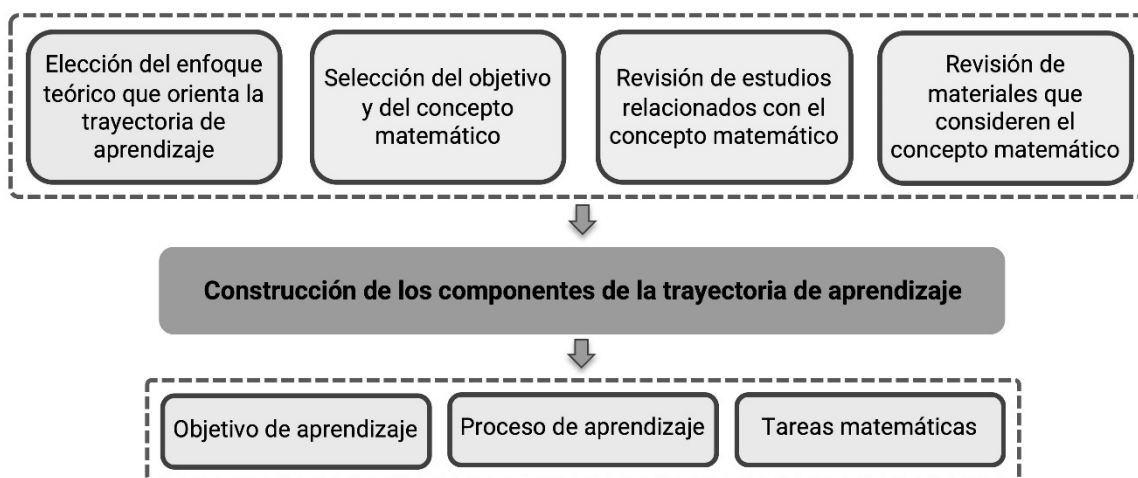 Elección del enfoque
teórico que orienta la
trayectoria de
aprendizaje
Selección del objetivo
y del concepto
matemático
Revisión de estudios
relacionados con el
concepto matemático
Revisión de
materiales que
consideren el
concepto matemático
Construcción de los componentes de la trayectoria de aprendizaje
Objetivo de aprendizaje
Proceso de aprendizaje
Tareas matemáticas